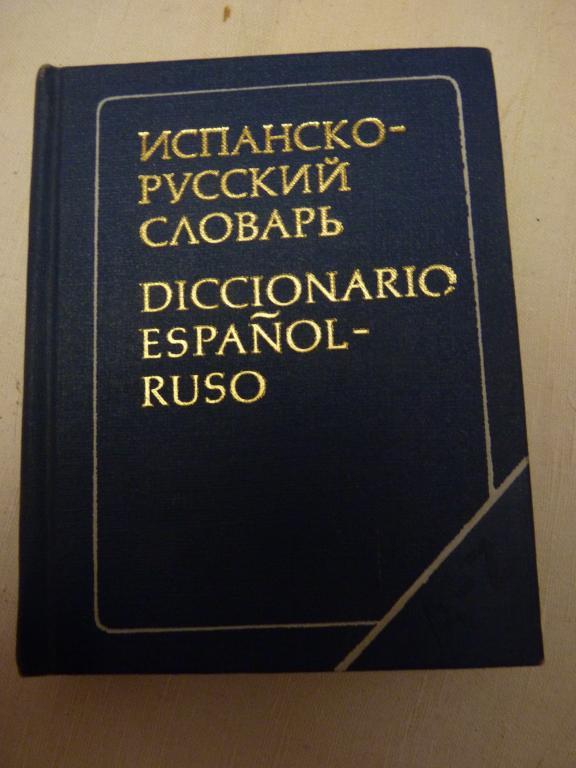 ИСПАНСКО-
РУССКИЙ
СЛОВАРЬ
DICCIONARIO
ESPAÑOL-
RUSO